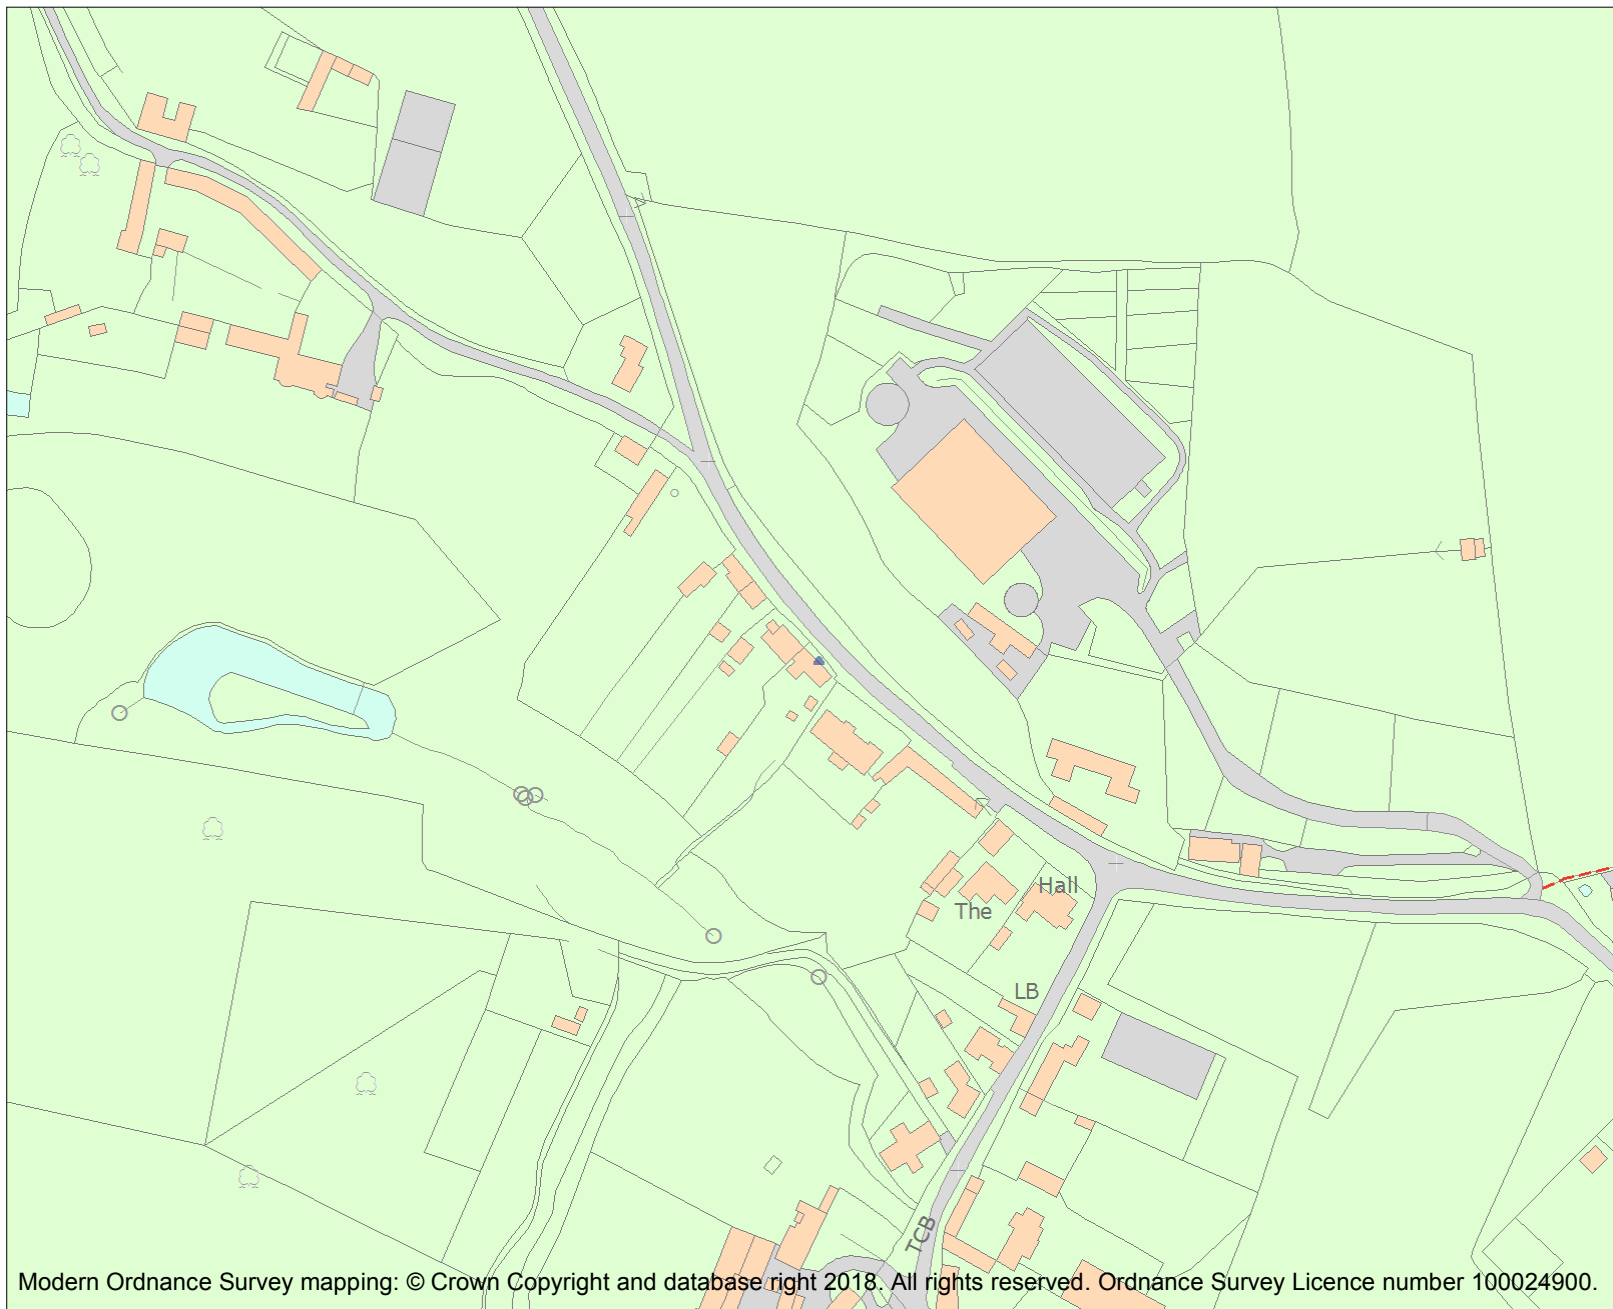 Hall
The
LB
TCB
Modern Ordnance Survey mapping: © Crown Copyright and database right 2018. All rights reserved. Ordnance Survey Licence number 100024900.